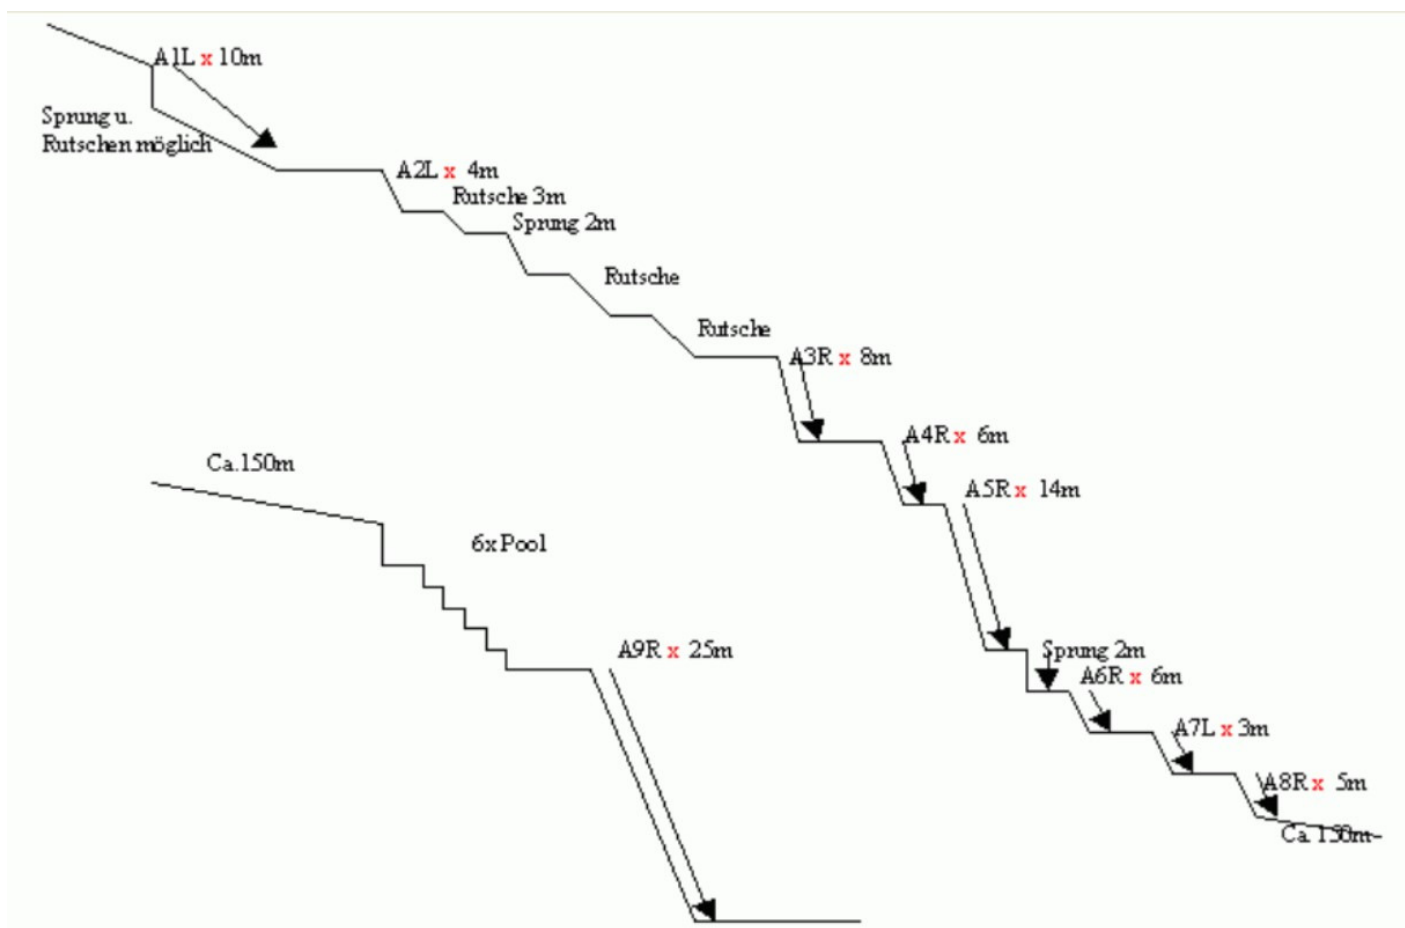 A1L x 10m
Sprung u.
Rutschen möglich
A2L x 4m
Rutsche 3m
Sprung 2m
Rutsche
Rutsche
A3R x 8m
A4R x 6m
A5R x 14m
Sprung 2m
A6R x 6m
A7L x 3m
A8R x 5m
Ca. 150m
Ca.150m
6x Pool
A9R x 25m